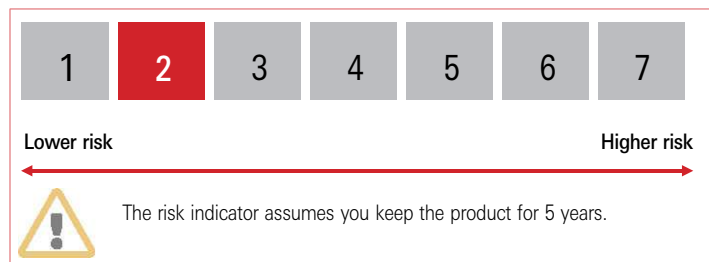 1 2 3 4 5 6 7
Lower risk Higher risk
The risk indicator assumes you keep the product for 5 years.